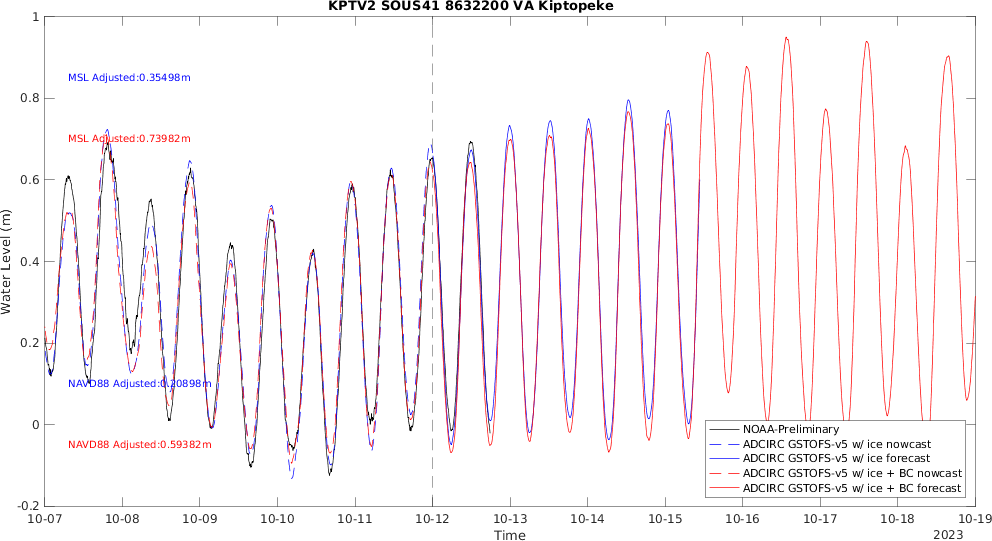 KPTV2 SOUS41 8632200 VA Kiptopeke
1
MSL Adjusted:0.35498m
0.8
MSL Adjusted:0.73982m
0.6
Water Level (m)
0.4
0.2
NAVD88 Adjusted:0.20898m
0
NAVD88 Adjusted:0.59382m
NOAA-Preliminary
ADCIRC GSTOFS-v5 w/ ice nowcast
ADCIRC GSTOFS-v5 w/ ice forecast
ADCIRC GSTOFS-v5 w/ ice + BC nowcast
ADCIRC GSTOFS-v5 w/ ice + BC forecast
-0.2
10-07 10-08 10-09 10-10 10-11 10-12 10-13 10-14 10-15 10-16 10-17 10-18 10-19
Time
2023